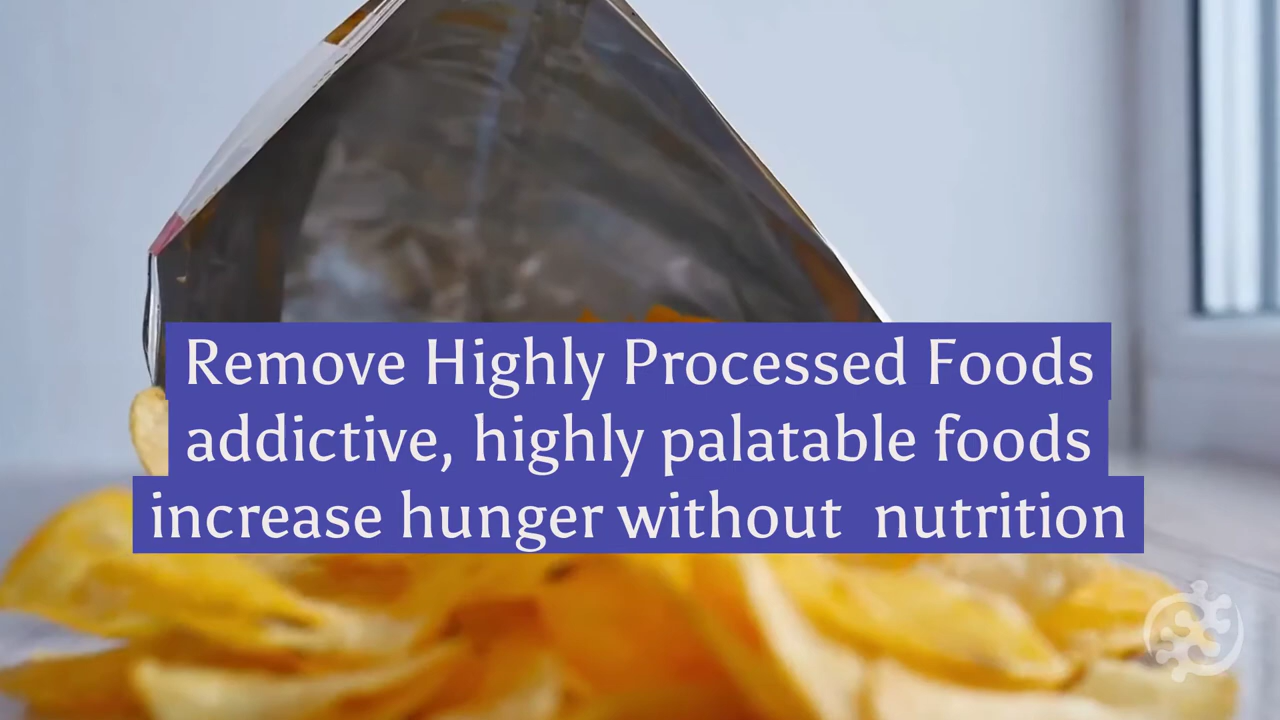 Remove Highly Processed Foods
addictive, highly palatable foods
increase hunger without  nutrition